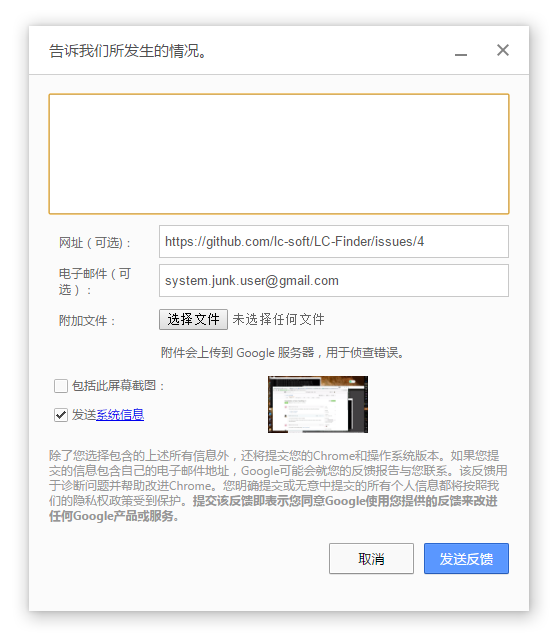 告诉我们所发生的情况。
网址（可选）：
https://github.com/lc-soft/LC-Finder/issues/4
电子邮件（可
选）：
system.junk.user@gmail.com
附加文件：
选择文件 未选择任何文件
附件会上传到 Google 服务器，用于侦查错误。
包括此屏幕截图：
发送系统信息
除了您选择包含的上述所有信息外，还将提交您的Chrome和操作系统版本。如果您提
交的信息包含自己的电子邮件地址，Google可能会就您的反馈报告与您联系。该反馈用
于诊断问题并帮助改进Chrome。您明确提交或无意中提交的所有个人信息都将按照我
们的隐私权政策受到保护。提交该反馈即表示您同意Google使用您提供的反馈来改进
任何Google产品或服务。
取消
发送反馈